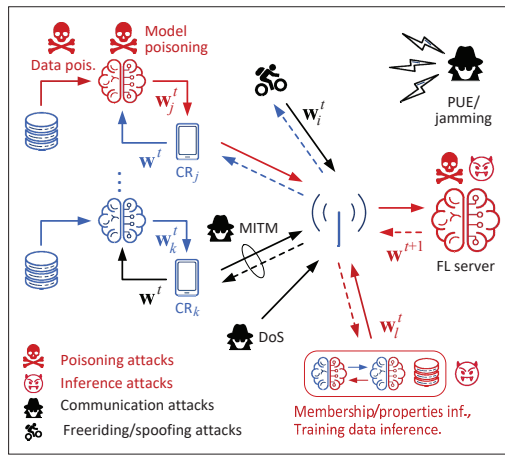 Model
poisoning
Data pois.
w_j^t
w_i^t
PUE/
jamming
w^t
CR_j
w_k^t
MITM
w^{t+1}
FL server
w^t
CR_k
DoS
w_l^t
Poisoning attacks
Inference attacks
Communication attacks
Freeriding/spoofing attacks
Membership/properties inf.,
Training data inference.